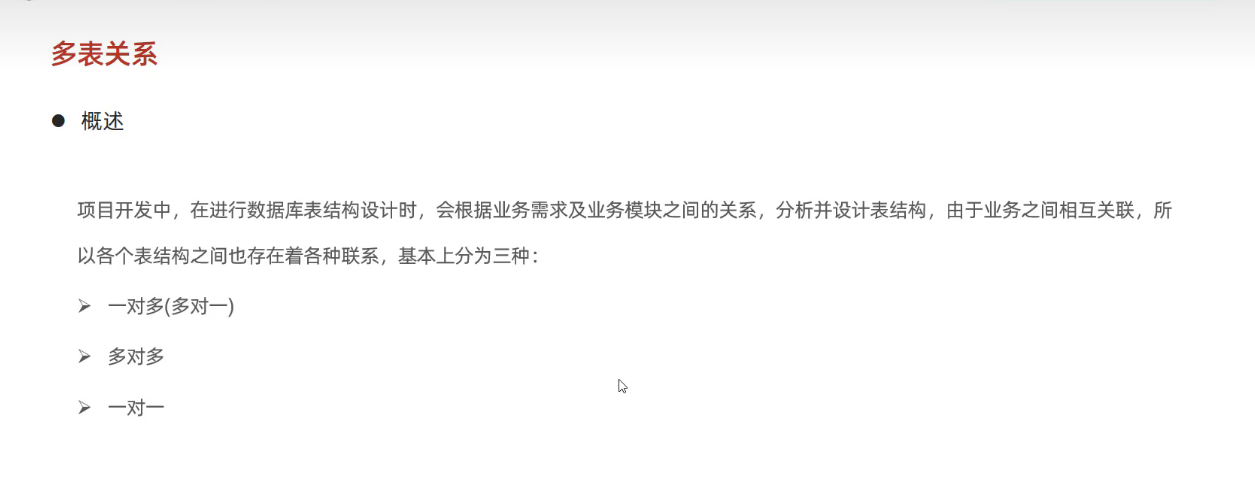 多表关系
● 概述
项目开发中，在进行数据库表结构设计时，会根据业务需求及业务模块之间的关系，分析并设计表结构，由于业务之间相互关联，所
以各个表结构之间也存在着各种联系，基本上分为三种：
➢ 一对多(多对一)
➢ 多对多
➢ 一对一